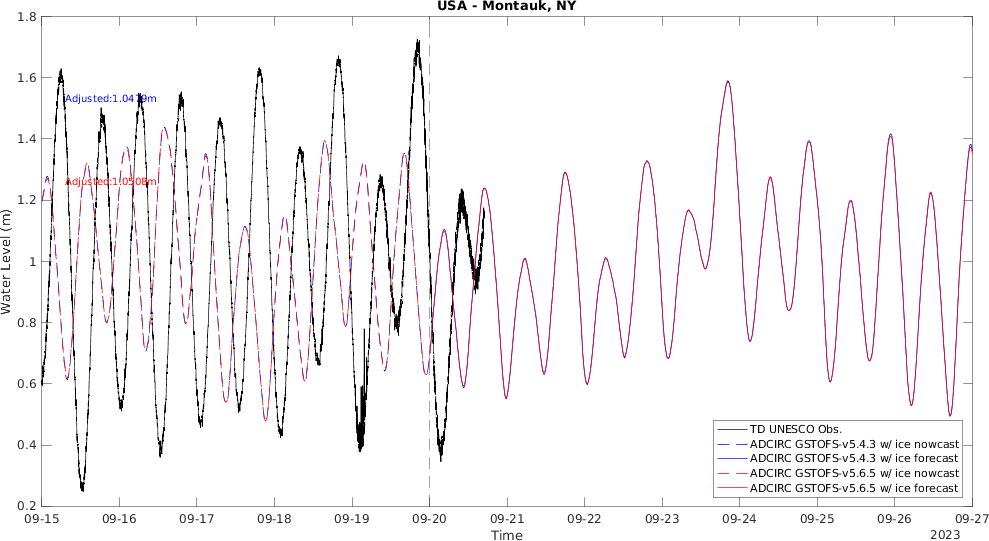 USA - Montauk, NY
1.8
1.6
1.4
1.2
1
0.8
0.6
0.4
0.2
Water Level (m)
Adjusted:1.0419m
Adjusted:1.0508m
TD UNESCO Obs.
ADCIRC GSTOFS-v5.4.3 w/ ice nowcast
ADCIRC GSTOFS-v5.4.3 w/ ice forecast
ADCIRC GSTOFS-v5.6.5 w/ ice nowcast
ADCIRC GSTOFS-v5.6.5 w/ ice forecast
09-15 09-16 09-17 09-18 09-19 09-20 09-21 09-22 09-23 09-24 09-25 09-26 09-27
Time
2023